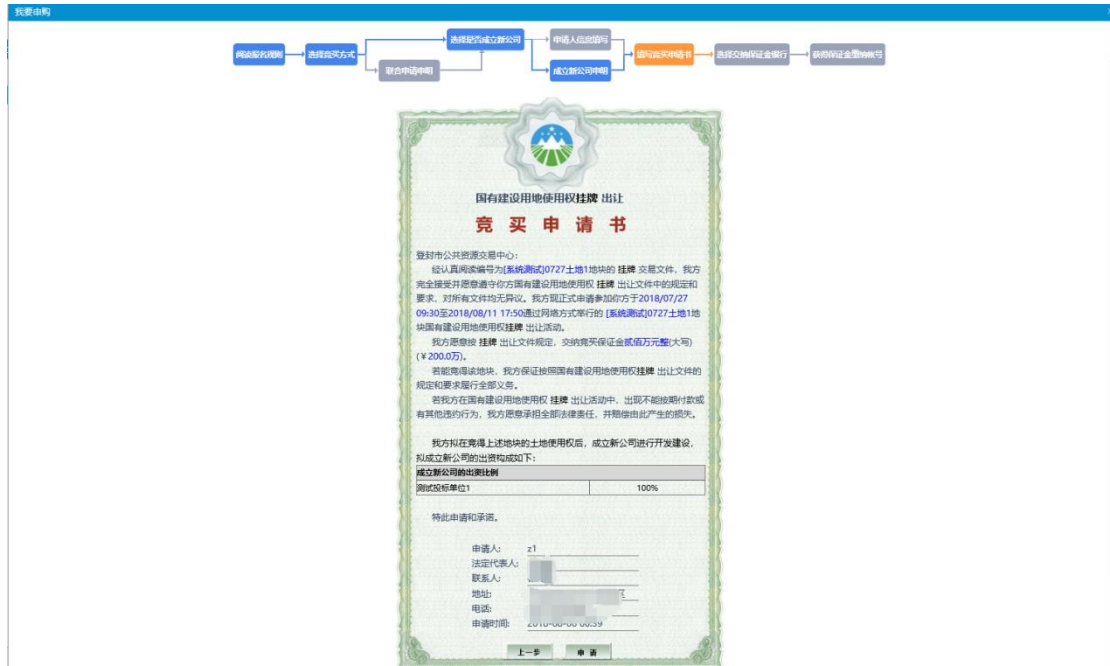 我要申购
阅读报名规则
选择竞买方式
联合申请申明
选择是否成立新公司
申请人信息填写
成立新公司申明
填写竞买申请书
选择交纳保证金银行
获得保证金缴纳帐号
国有建设用地使用权挂牌 出让
竞 买 申 请 书
登封市公共资源交易中心：
经认真阅读编号为[系统测试]0727土地1地块的 挂牌 交易文件，我方
完全接受并愿意遵守你方国有建设用地使用权 挂牌 出让文件中的规定和
要求，对所有文件均无异议。我方现正式申请参加你方于2018/07/27
09:30至2018/08/11 17:50通过网络方式举行的 [系统测试]0727土地1地
块国有建设用地使用权挂牌 出让活动。
我方愿意按 挂牌 出让文件规定，交纳竞买保证金贰佰万元整(大写)
(￥200.0万)。
若能竞得该地块，我方保证按照国有建设用地使用权挂牌 出让文件的
规定和要求履行全部义务。
若我方在国有建设用地使用权 挂牌 出让活动中，出现不能按期付款或
有其他违约行为，我方愿意承担全部法律责任，并赔偿由此产生的损失。
我方拟在竞得上述地块的土地使用权后，成立新公司进行开发建设，
拟成立新公司的出资构成如下：
成立新公司的出资比例
测试投标单位1 100%
特此申请和承诺。
申请人: z1
法定代表人:
联系人:
地址: 区
电话:
申请时间:
上一步 申 请